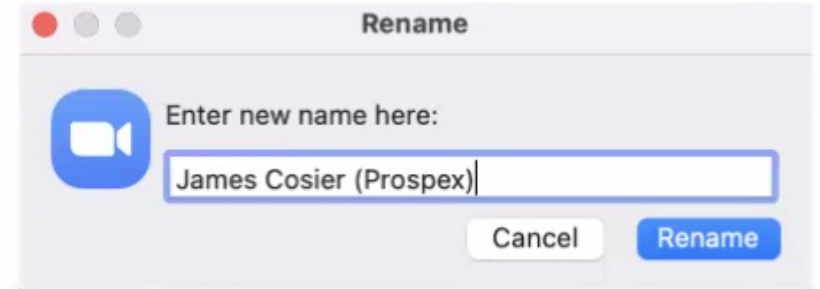 Rename
Enter new name here:
James Cosier (Prospex)
Cancel Rename